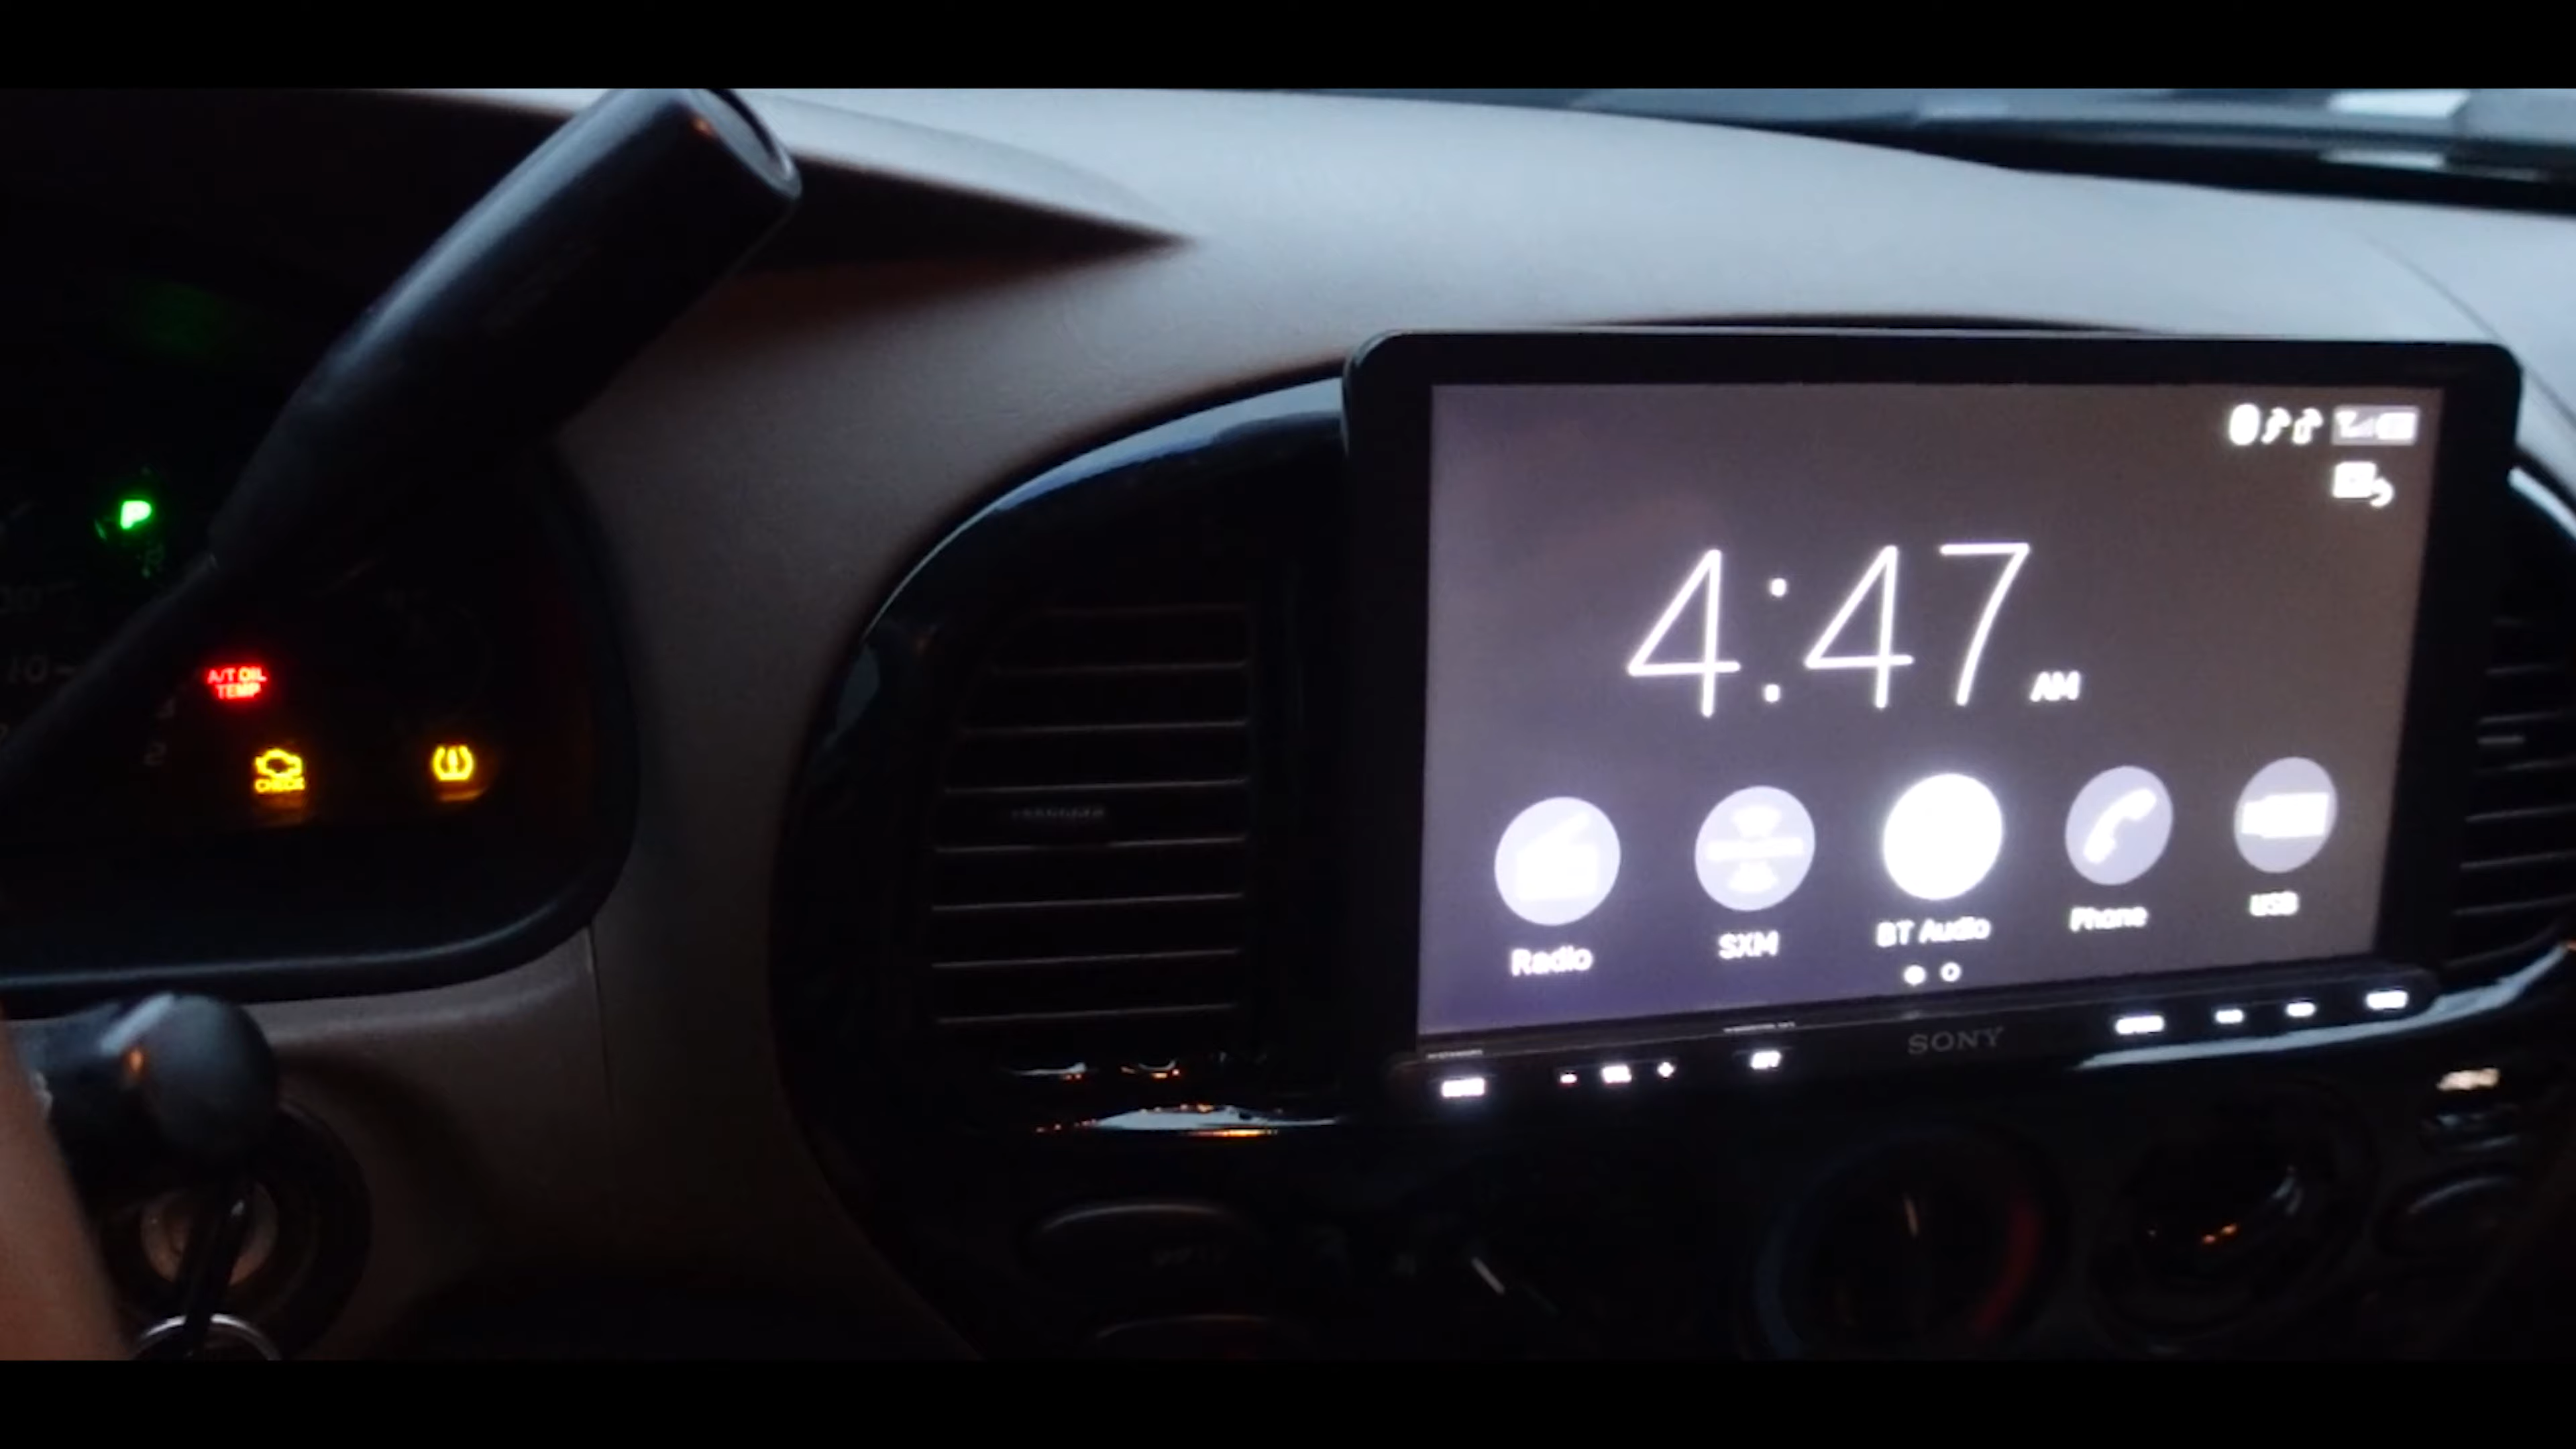 P
A/T OIL
TEMP
CHECK
4:47 AM
Radio
SXM
BT Audio
Phone
USB
SONY